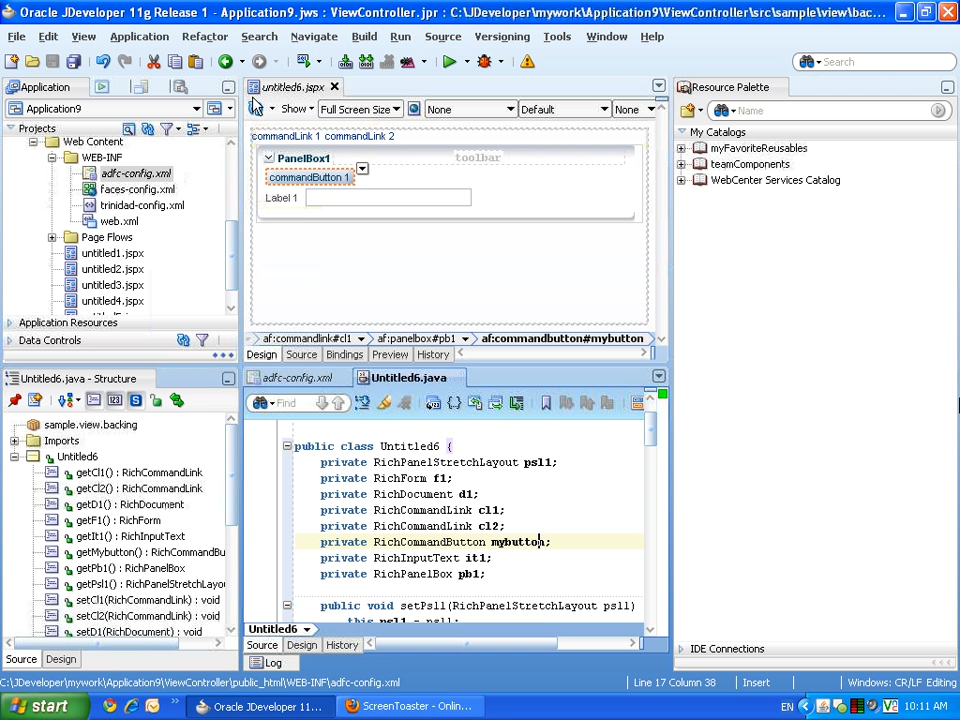 Oracle JDeveloper 11g Release 1 - Application9.jws : ViewController.jpr : C:\JDeveloper\mywork\Application9\ViewController\src\sample\view\bac...
File Edit View Application Refactor Search Navigate Build Run Source Versioning Tools Window Help
Search
Application
Application9
Projects
Web Content
WEB-INF
adfc-config.xml
faces-config.xml
trinidad-config.xml
web.xml
Page Flows
untitled1.jspx
untitled2.jspx
untitled3.jspx
untitled4.jspx
Application Resources
Data Controls
untitled6.jspx
Show Full Screen Size None Default None
commandLink 1 commandLink 2
PanelBox1 toolbar
commandButton 1
Label 1
af:commandlink#cl1 af:panelbox#pb1 af:commandbutton#mybutton
Design Source Bindings Preview History
Resource Palette
Name
My Catalogs
myFavoriteReusables
teamComponents
WebCenter Services Catalog
IDE Connections
Untitled6.java - Structure
sample.view.backing
Imports
Untitled6
getCl1() : RichCommandLink
getCl2() : RichCommandLink
getD1() : RichDocument
getF1() : RichForm
getIt1() : RichInputText
getMybutton() : RichCommandBu
getPb1() : RichPanelBox
getPsl1() : RichPanelStretchLayou
setCl1(RichCommandLink) : void
setCl2(RichCommandLink) : void
setD1(RichDocument) : void
Source Design
adfc-config.xml Untitled6.java
Find
public class Untitled6 {
private RichPanelStretchLayout psl1;
private RichForm f1;
private RichDocument d1;
private RichCommandLink cl1;
private RichCommandLink cl2;
private RichCommandButton mybutton;
private RichInputText it1;
private RichPanelBox pb1;
public void setPsl1(RichPanelStretchLayout psl1)
this.psl1 = psl1;
Untitled6
Source Design History
Log
C:\JDeveloper\mywork\Application9\ViewController\public_html\WEB-INF\adfc-config.xml
Line 17 Column 38 Insert Windows: CR/LF Editing
start Oracle JDeveloper 11... ScreenToaster - Onlin... EN 10:11 AM